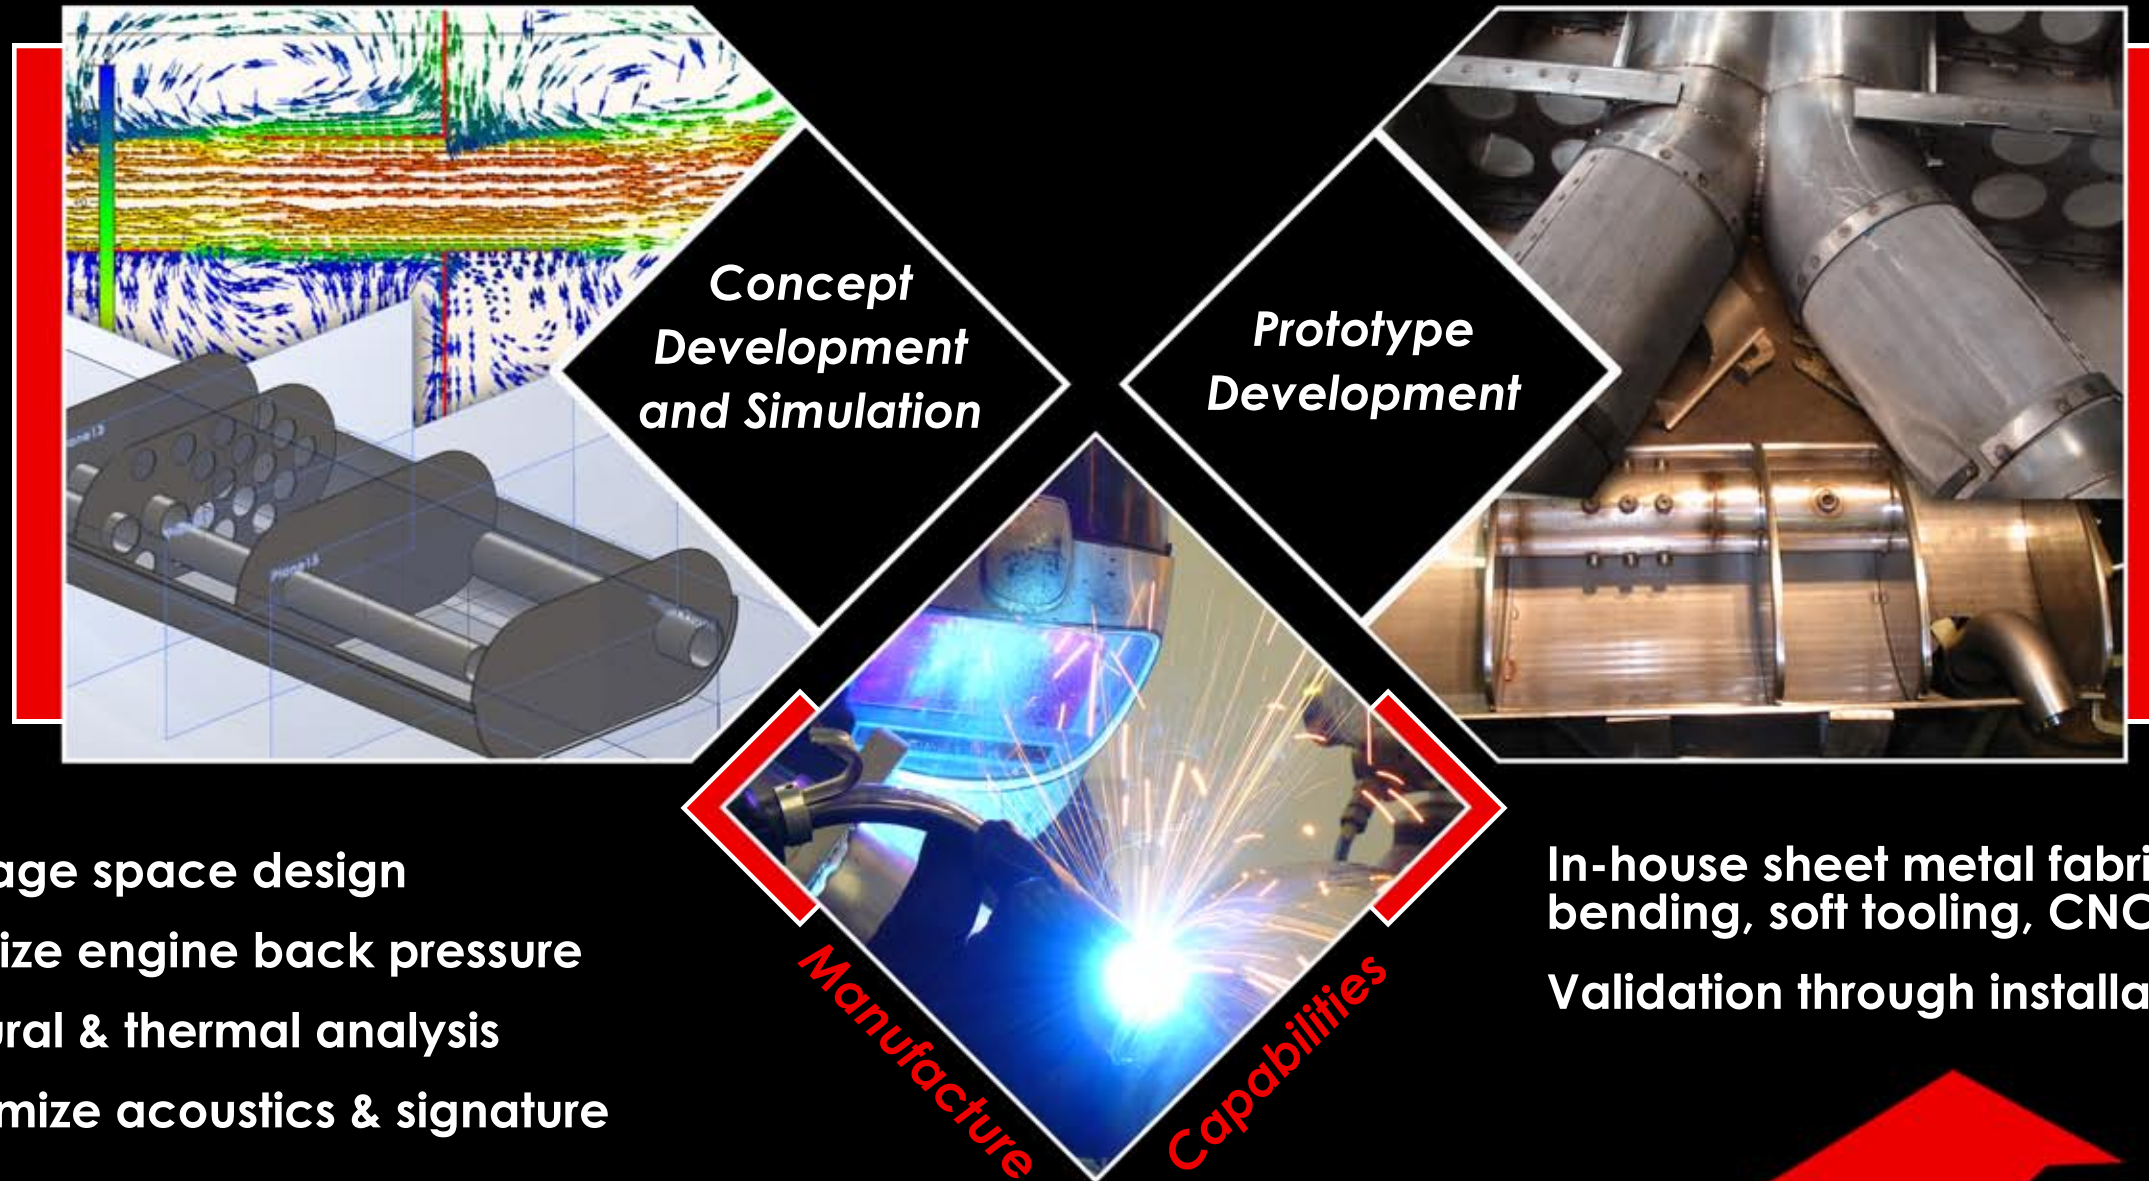 Concept
Development
and Simulation
Prototype
Development
Plane15
age space design
ize engine back pressure
ural & thermal analysis
mize acoustics & signature
Manufacture
Capabilities
In-house sheet metal fabri
bending, soft tooling, CNC
Validation through installa